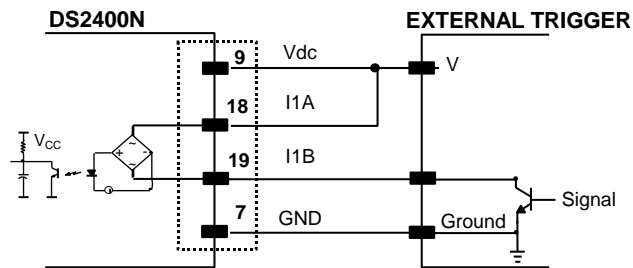 DS2400N
EXTERNAL TRIGGER
9
Vdc
V
18
I1A
VCC
19
I1B
Signal
7
GND
Ground